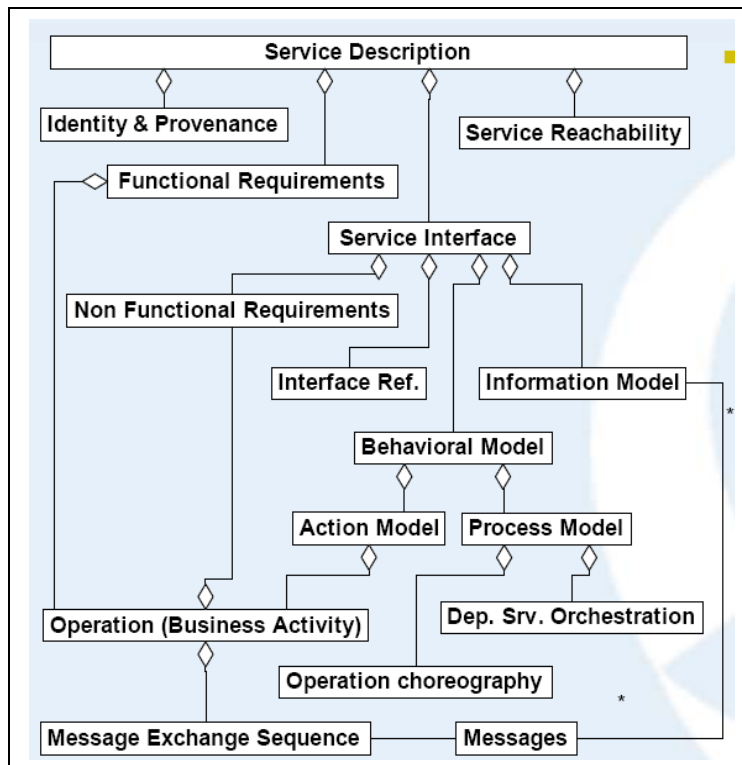 Service Description
Identity & Provenance
Service Reachability
Functional Requirements
Service Interface
Non Functional Requirements
Interface Ref.
Information Model
*
Behavioral Model
Action Model
Process Model
Operation (Business Activity)
Dep. Srv. Orchestration
Operation choreography
*
Message Exchange Sequence
Messages